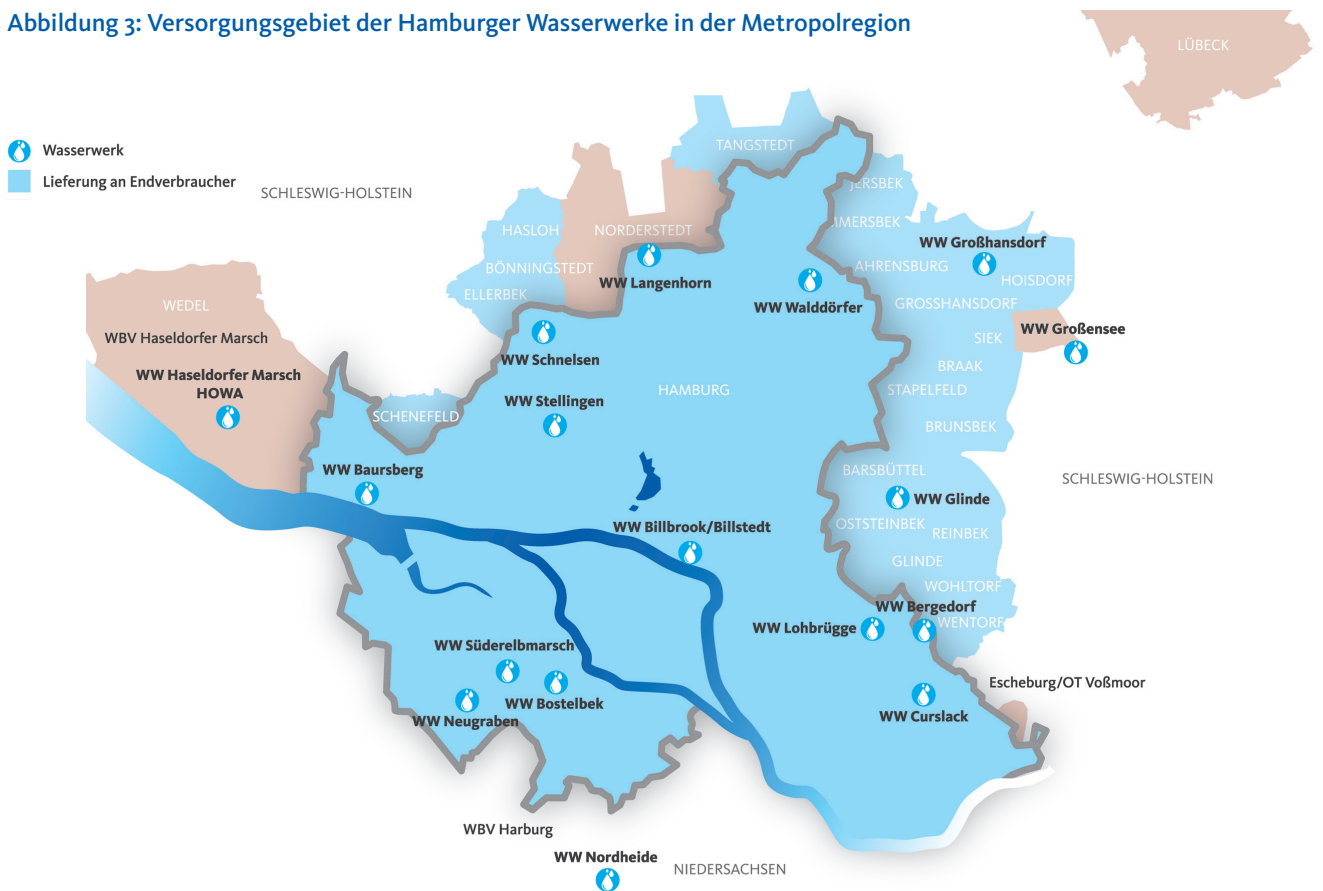 Abbildung 3: Versorgungsgebiet der Hamburger Wasserwerke in der Metropolregion
LÜBECK
Wasserwerk
Lieferung an Endverbraucher
SCHLESWIG-HOLSTEIN
TANGSTEDT
JERSBEK
MMERSBEK
HASLOH
NORDERSTEDT
WW Großhansdorf
BÖNNINGSTEDT
AHRENSBURG
HOISDORF
WW Langenhorn
ELLERBEK
WW Walddörfer
GROSSHANSDORF
WEDEL
WBV Haseldorfer Marsch
WW Großensee
SIEK
WW Schnelsen
BRAAK
WW Haseldorfer Marsch
HOWA
HAMBURG
STAPELFELD
WW Stellingen
SCHENEFELD
BRUNSBEK
WW Baursberg
BARSBÜTTEL
SCHLESWIG-HOLSTEIN
WW Glinde
WW Billbrook/Billstedt
OSTSTEINBEK
REINBEK
GLINDE
WOHLTORF
WW Bergedorf
WW Lohbrügge
WENTORF
WW Süderelbmarsch
Escheburg/OT Voßmoor
WW Bostelbek
WW Neugraben
WW Curslack
WBV Harburg
WW Nordheide
NIEDERSACHSEN